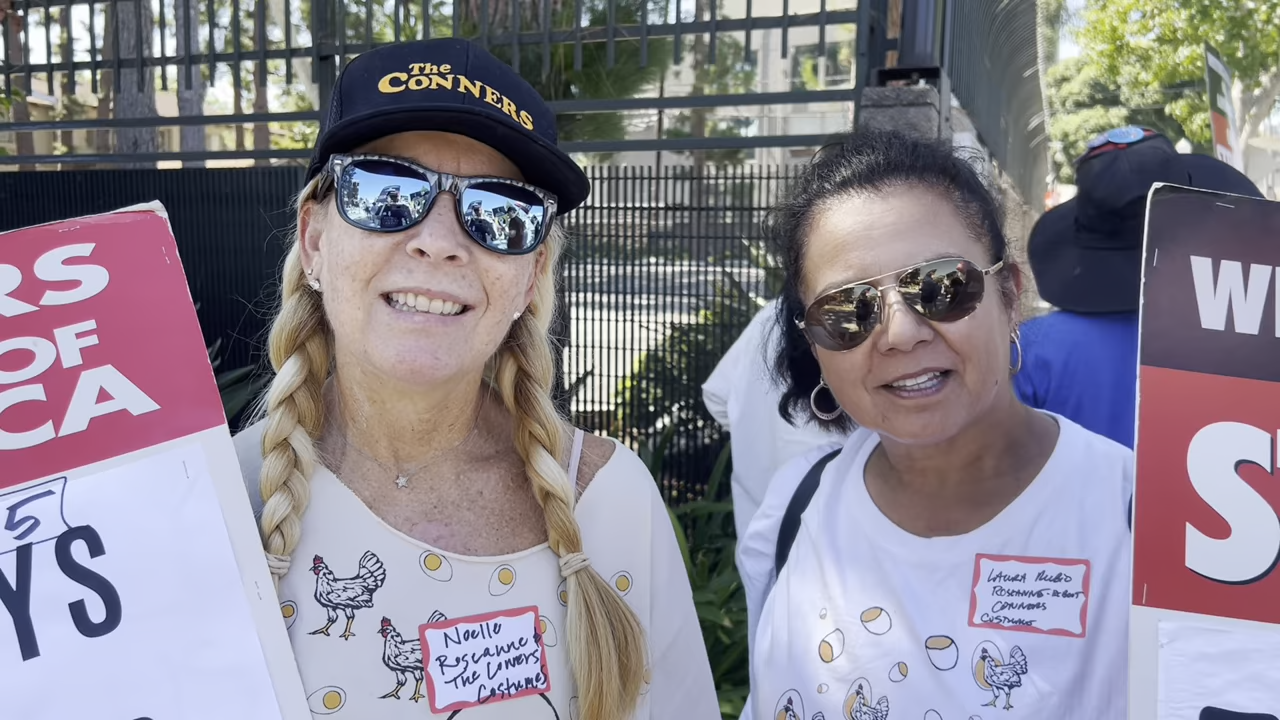 The
CONNERS
RS
OF
CA
5
YS
Noelle
Roseanne &
The Conners
Costumes
LAURA RUBIO
ROSEANNE-REBOOT
CONNERS
COSTUMES
W
S